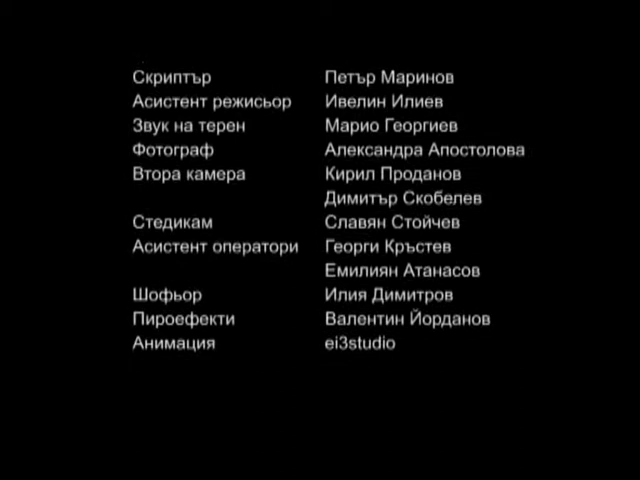 Скриптър Петър Маринов
Асистент режисьор Ивелин Илиев
Звук на терен Марио Георгиев
Фотограф Александра Апостолова
Втора камера Кирил Проданов
Димитър Скобелев
Стедикам Славян Стойчев
Асистент оператори Георги Кръстев
Емилиян Атанасов
Шофьор Илия Димитров
Пироефекти Валентин Йорданов
Анимация ei3studio